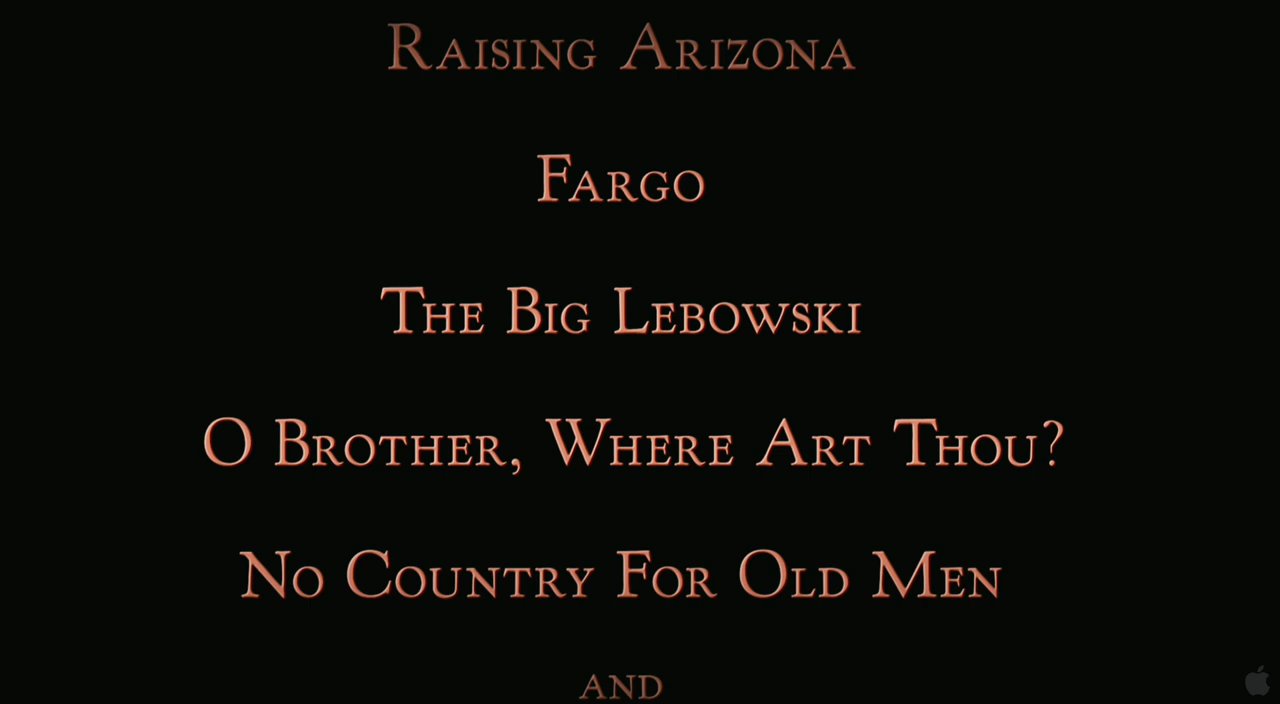 Raising Arizona
Fargo
The Big Lebowski
O Brother, Where Art Thou?
No Country For Old Men
and